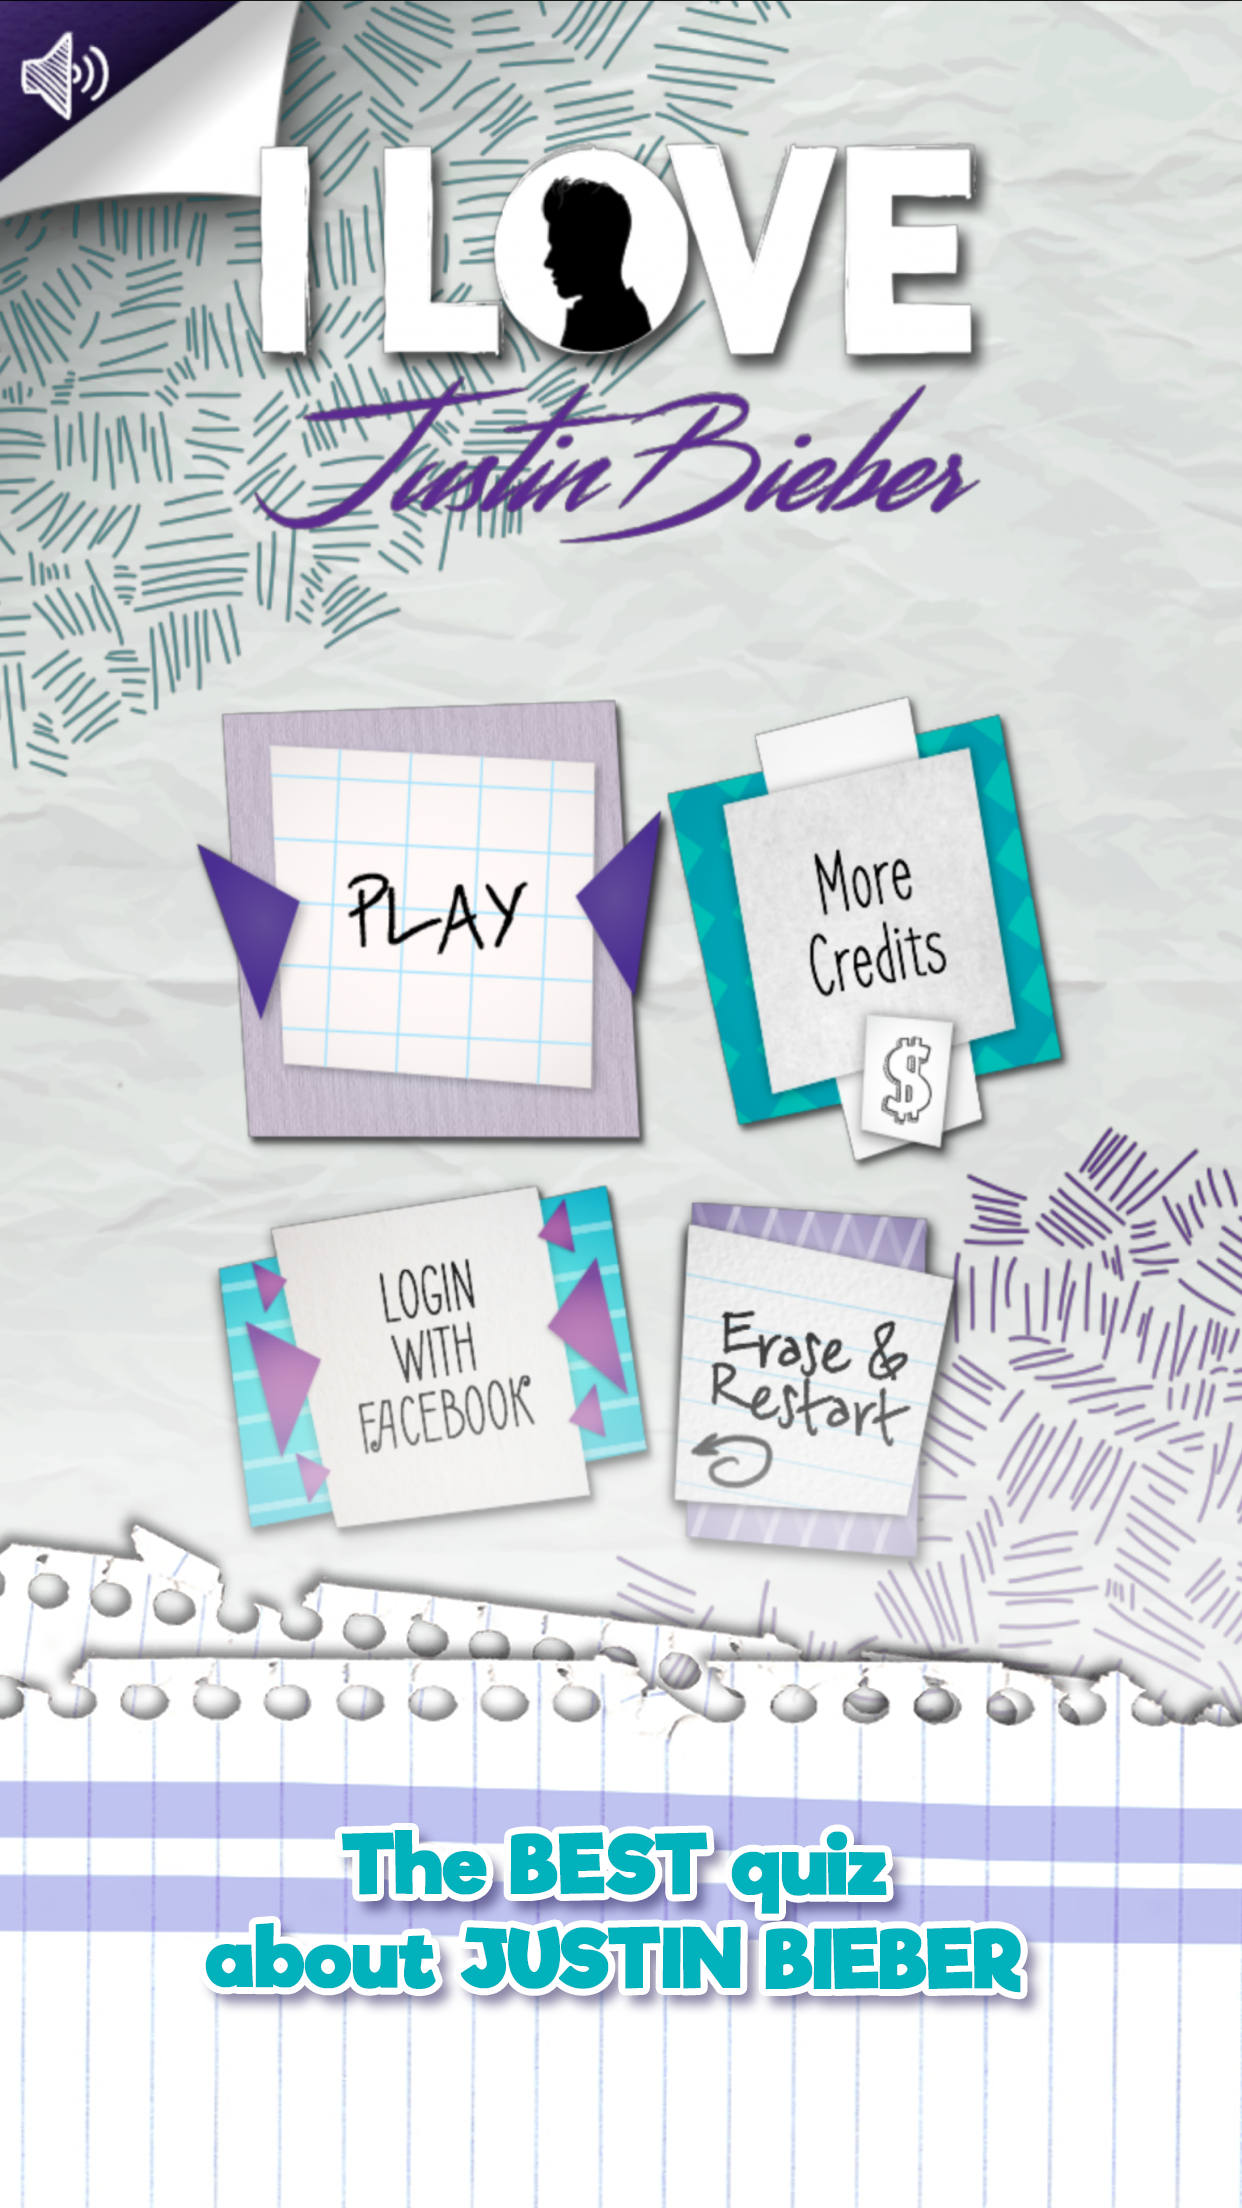 I LOVE
Justin Bieber
PLAY
More
Credits
$
LOGIN
WITH
FACEBOOK
Erase &
Restart
The BEST quiz
about JUSTIN BIEBER